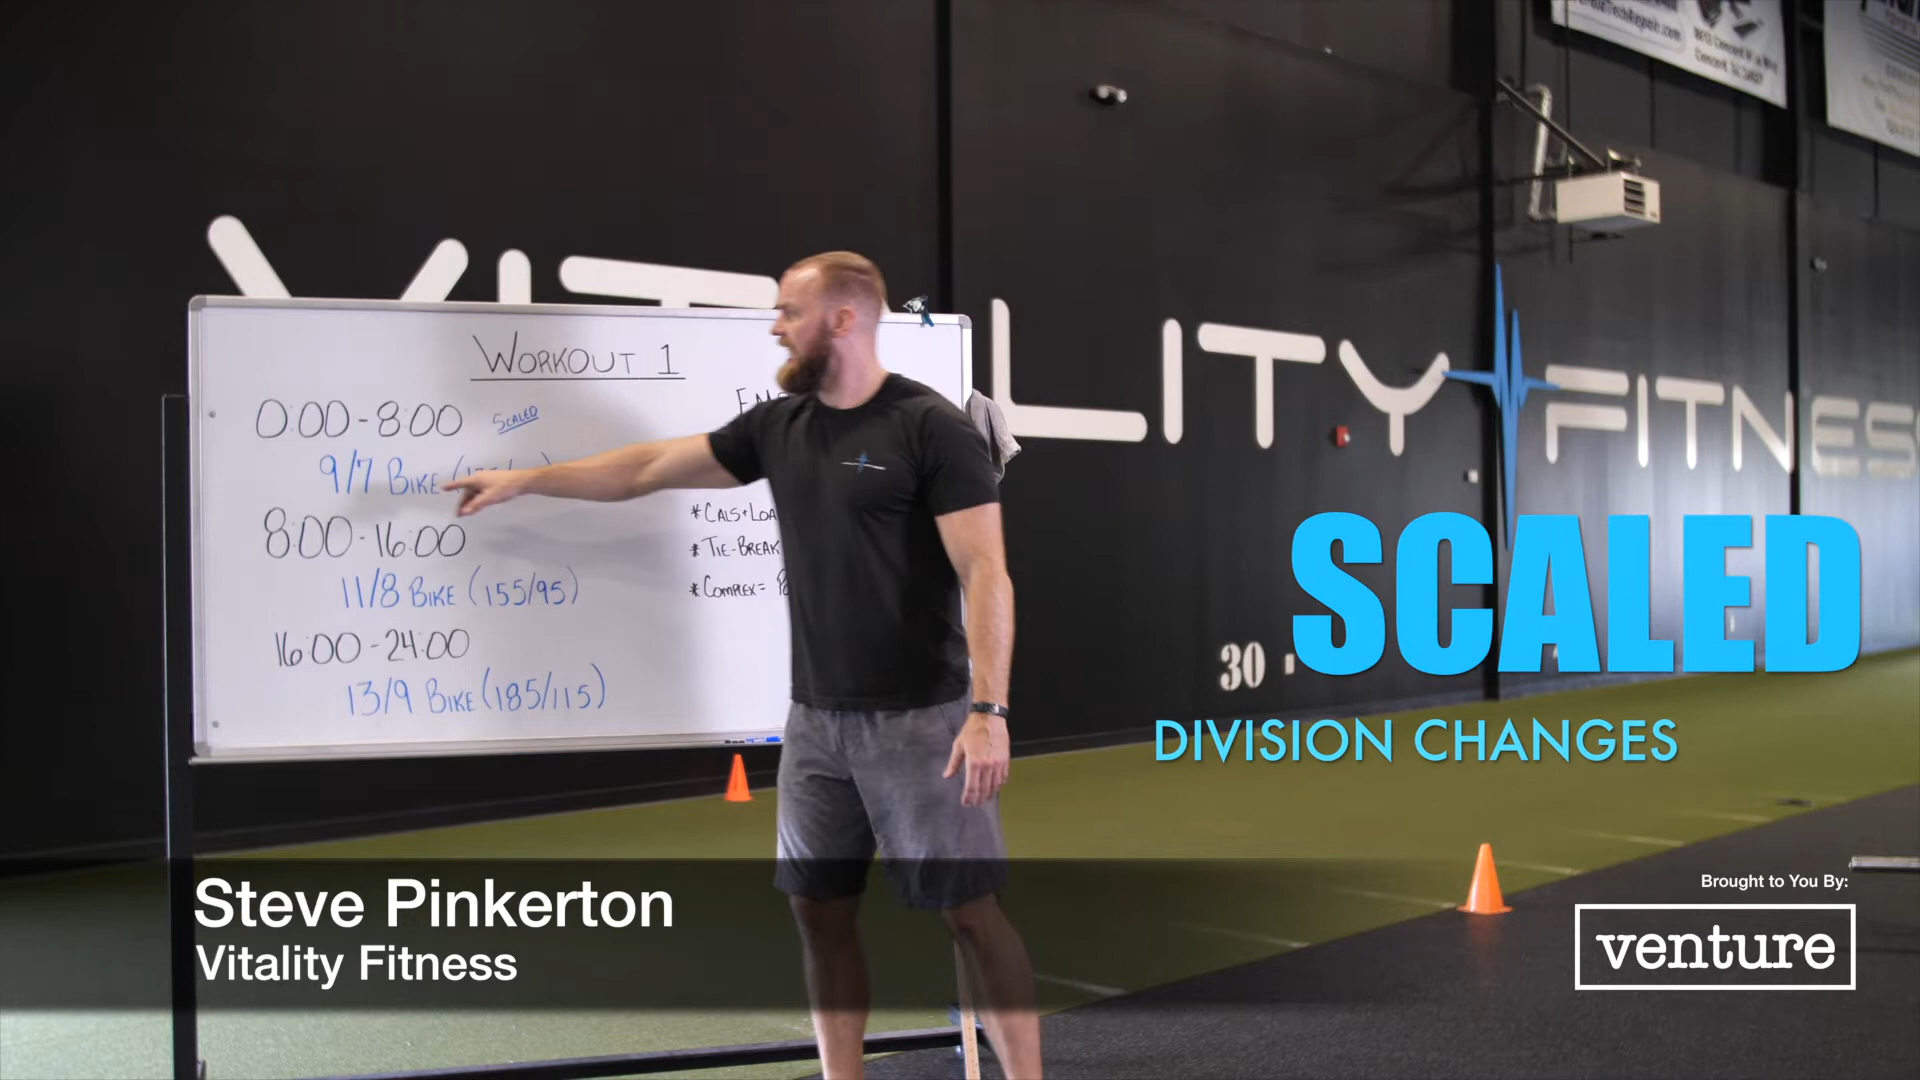 WORKOUT 1
0:00-8:00 SCALED
9/7 BIKE
8:00-16:00
11/8 BIKE (155/95)
16:00-24:00
13/9 BIKE (185/115)
*CALS+LOA
*TIE-BREAK
*COMPLEX=
LITY FITNESS
30
SCALED
DIVISION CHANGES
Steve Pinkerton
Vitality Fitness
Brought to You By:
venture